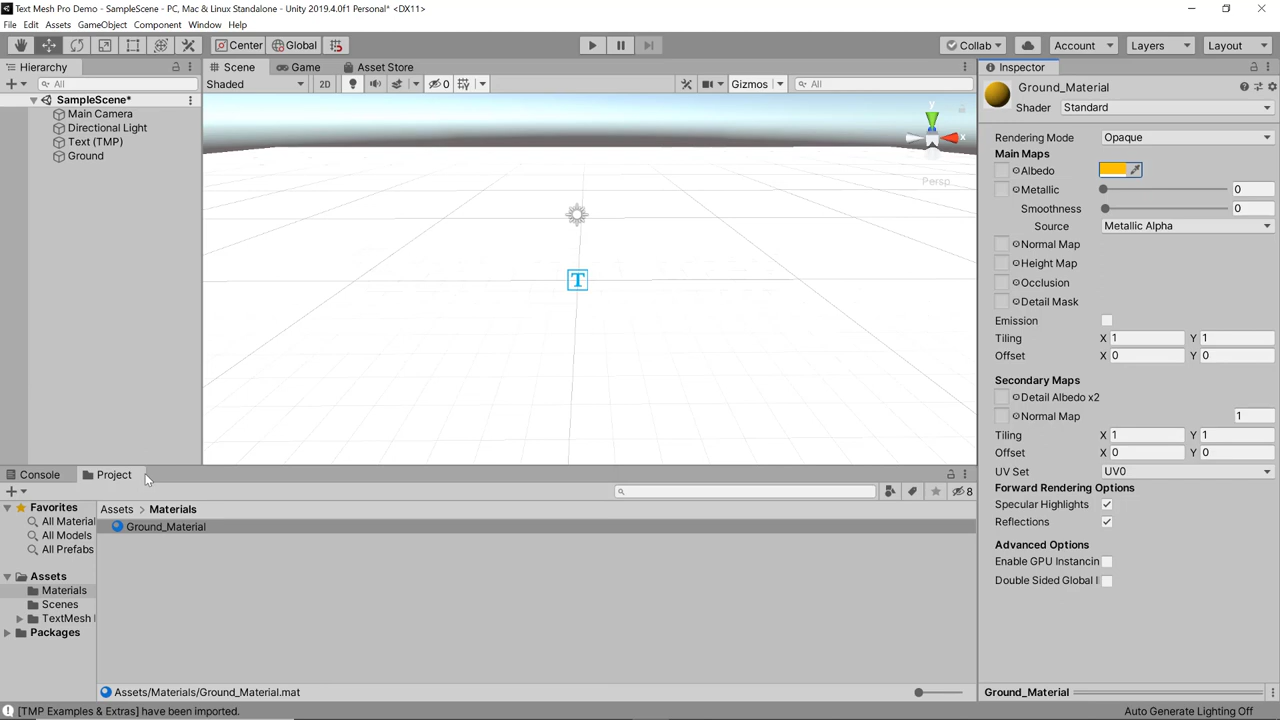 Text Mesh Pro Demo - SampleScene - PC, Mac & Linux Standalone - Unity 2019.4.0f1 Personal* <DX11>
File Edit Assets GameObject Component Window Help
Center Global Collab Account Layers Layout
Hierarchy
All
SampleScene*
Main Camera
Directional Light
Text (TMP)
Ground
Scene Game Asset Store
Shaded 2D 0 Gizmos All
y
x
Persp
T
Inspector
Ground_Material
Shader Standard
Rendering Mode Opaque
Main Maps
Albedo
Metallic 0
Smoothness 0
Source Metallic Alpha
Normal Map
Height Map
Occlusion
Detail Mask
Emission
Tiling X 1 Y 1
Offset X 0 Y 0
Secondary Maps
Detail Albedo x2
Normal Map 1
Tiling X 1 Y 1
Offset X 0 Y 0
UV Set UV0
Forward Rendering Options
Specular Highlights
Reflections
Advanced Options
Enable GPU Instancin
Double Sided Global I
Ground_Material
Console Project
8
Favorites
All Material
All Models
All Prefabs
Assets
Materials
Scenes
TextMesh
Packages
Assets > Materials
Ground_Material
Assets/Materials/Ground_Material.mat
[TMP Examples & Extras] have been imported.
Auto Generate Lighting Off